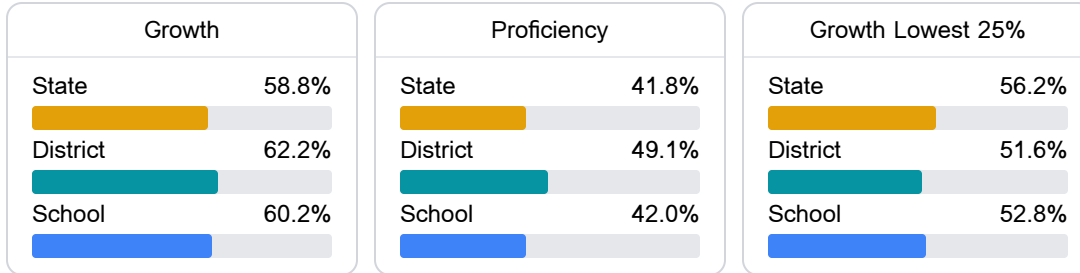 Growth
State 58.8%
District 62.2%
School 60.2%
Proficiency
State 41.8%
District 49.1%
School 42.0%
Growth Lowest 25%
State 56.2%
District 51.6%
School 52.8%